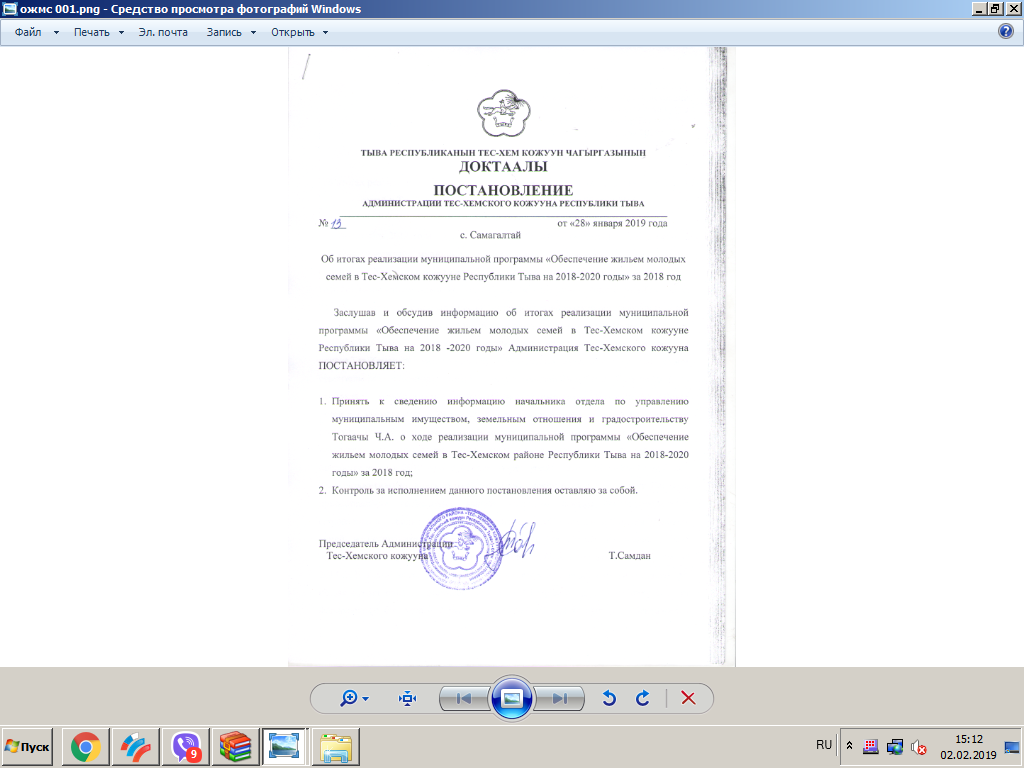 ожмс 001.png - Средство просмотра фотографий Windows
Файл Печать Эл. почта Запись Открыть
ТЫВА РЕСПУБЛИКАНЫН ТЕС-ХЕМ КОЖУУН ЧАГЫРГАЗЫНЫН
ДОКТААЛЫ
ПОСТАНОВЛЕНИЕ
АДМИНИСТРАЦИИ ТЕС-ХЕМСКОГО КОЖУУНА РЕСПУБЛИКИ ТЫВА
№ 13 от «28» января 2019 года
с. Самагалтай
Об итогах реализации муниципальной программы «Обеспечение жильем молодых
семей в Тес-Хемском кожууне Республики Тыва на 2018-2020 годы» за 2018 год
Заслушав и обсудив информацию об итогах реализации муниципальной
программы «Обеспечение жильем молодых семей в Тес-Хемском кожууне
Республики Тыва на 2018 -2020 годы» Администрация Тес-Хемского кожууна
ПОСТАНОВЛЯЕТ:
1. Принять к сведению информацию начальника отдела по управлению
муниципальным имуществом, земельным отношения и градостроительству
Тогаачы Ч.А. о ходе реализации муниципальной программы «Обеспечение
жильем молодых семей в Тес-Хемском районе Республики Тыва на 2018-2020
годы» за 2018 год;
2. Контроль за исполнением данного постановления оставляю за собой.
Председатель Администрации
Тес-Хемского кожууна Т.Самдан
Пуск
9
RU
15:12
02.02.2019